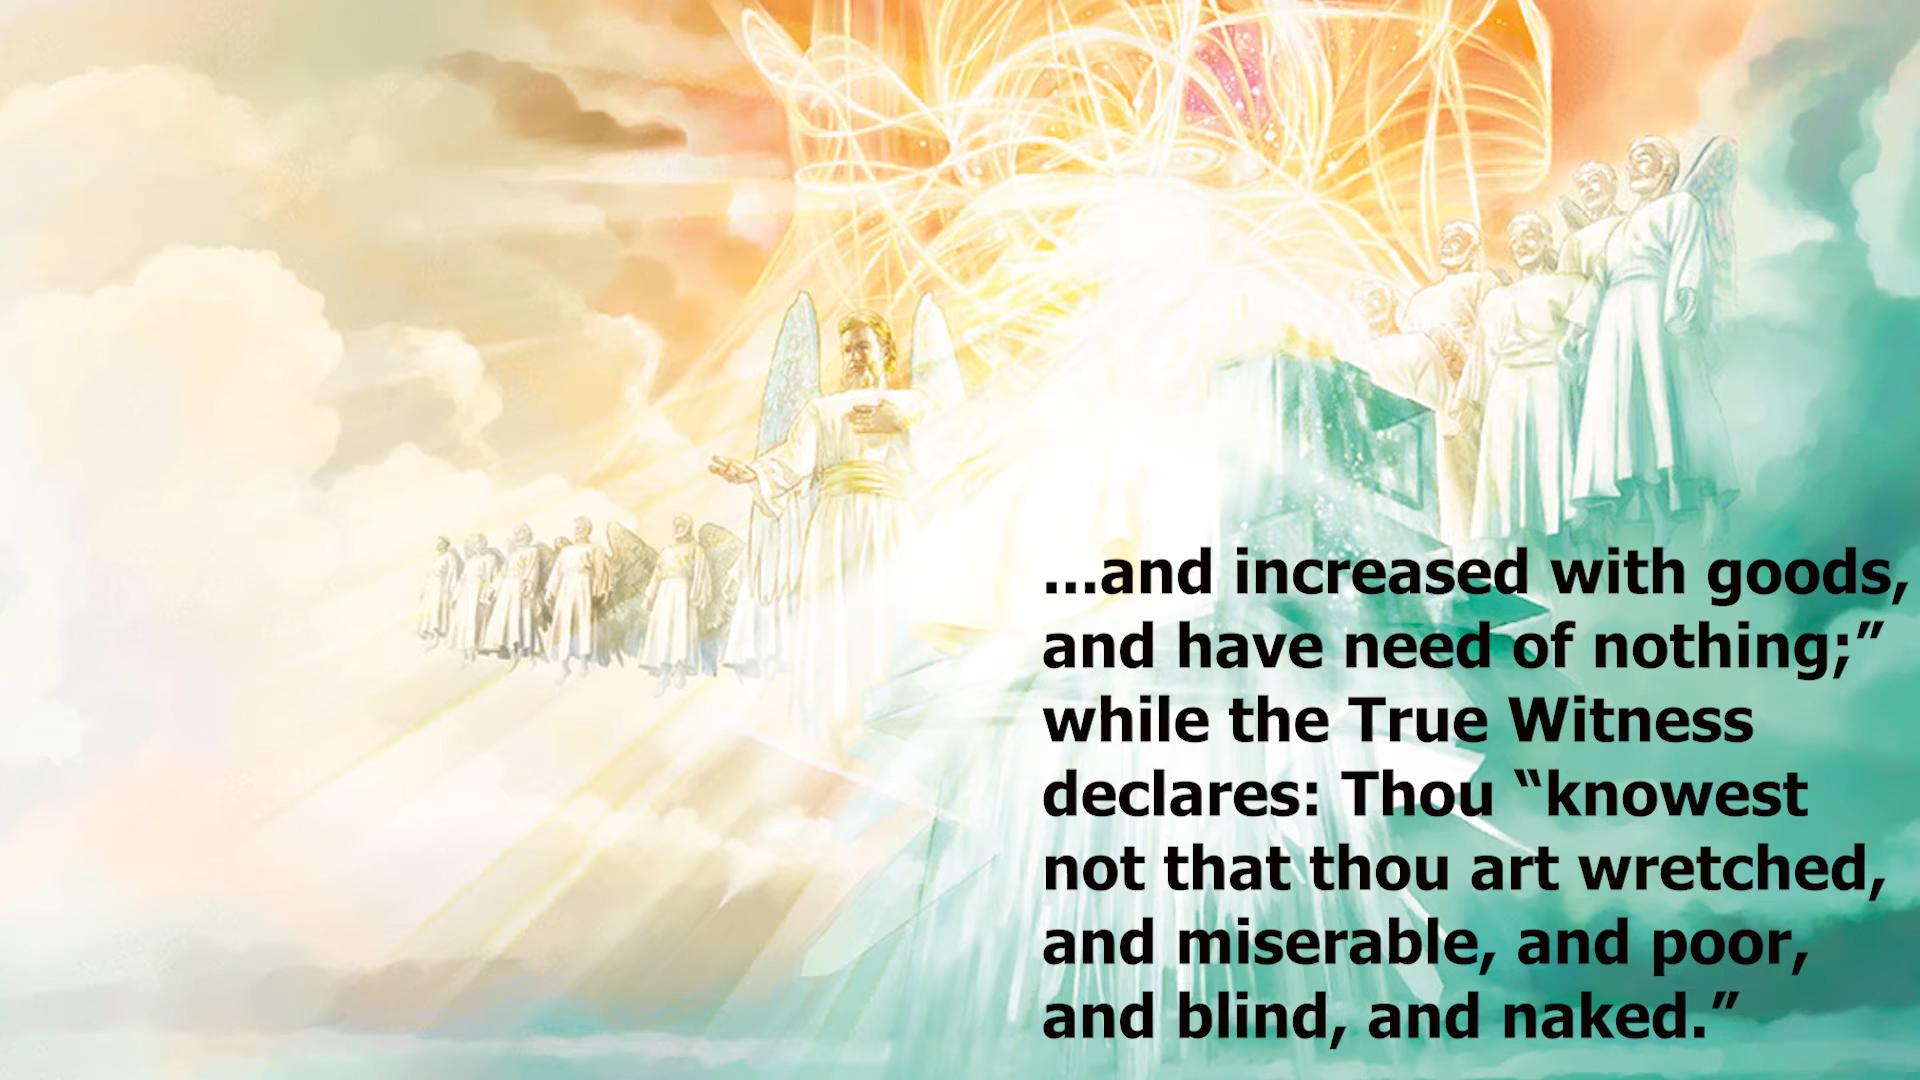 ...and increased with goods,
and have need of nothing;”
while the True Witness
declares: Thou “knowest
not that thou art wretched,
and miserable, and poor,
and blind, and naked.”